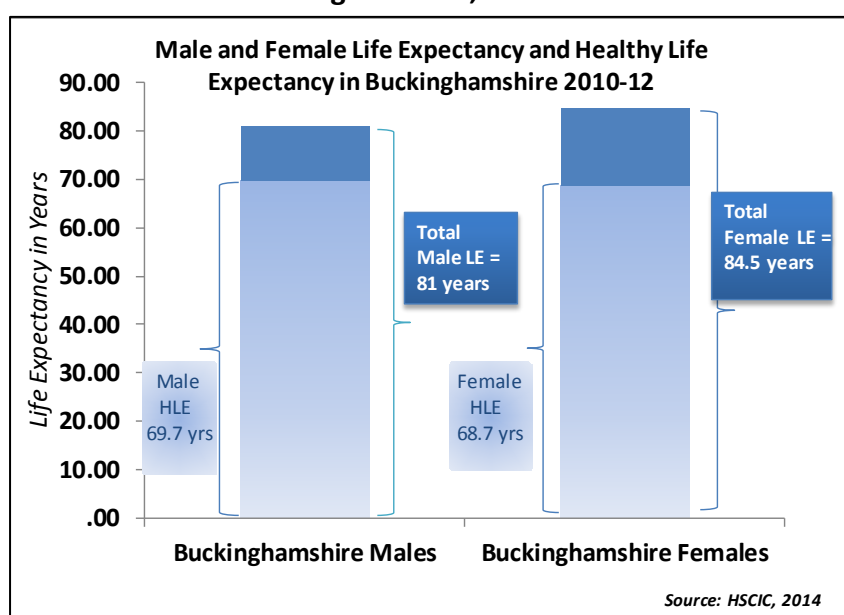 Male and Female Life Expectancy and Healthy Life
Expectancy in Buckinghamshire 2010-12
Life Expectancy in Years
90.00
80.00
70.00
60.00
50.00
40.00
30.00
20.00
10.00
.00
Male
HLE
69.7 yrs
Total
Male LE =
81 years
Female
HLE
68.7 yrs
Total
Female LE =
84.5 years
Buckinghamshire Males
Buckinghamshire Females
Source: HSCIC, 2014